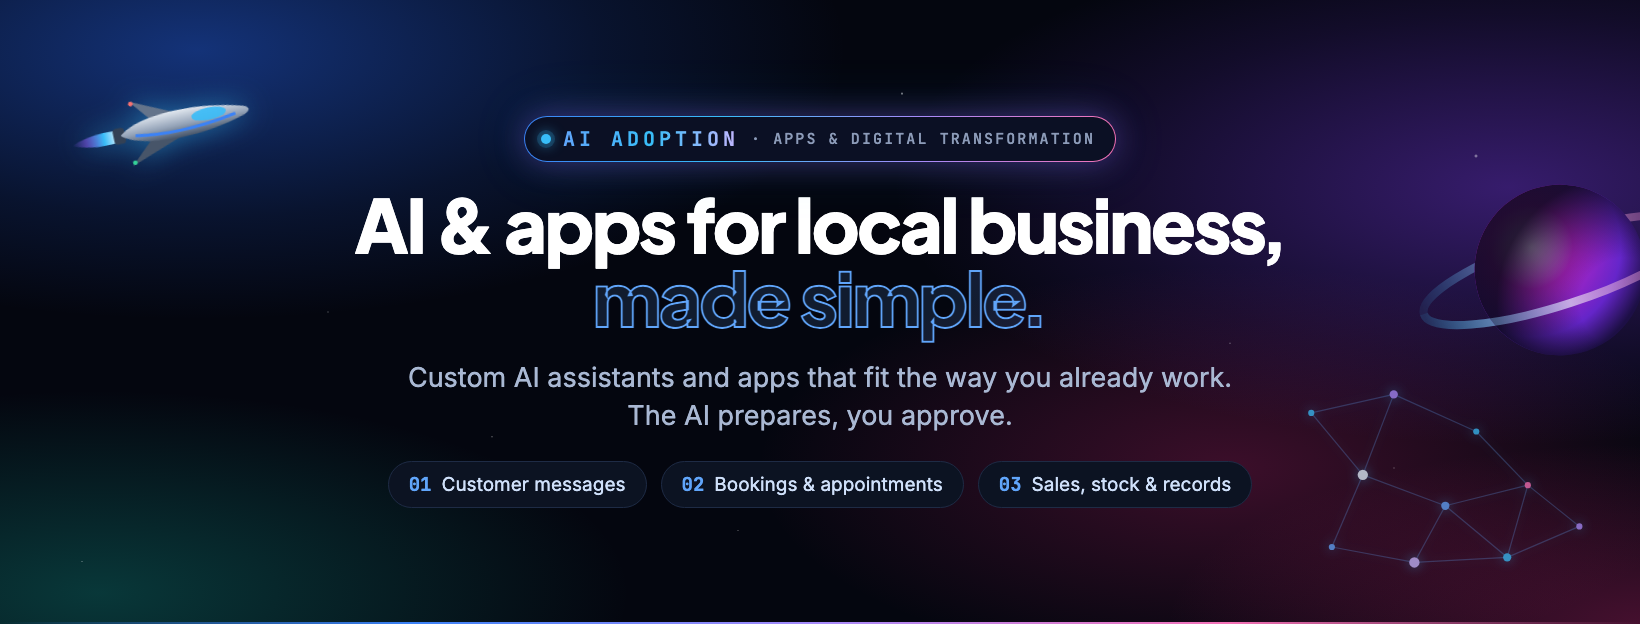 AI ADOPTION · APPS & DIGITAL TRANSFORMATION
AI & apps for local business,
made simple.
Custom AI assistants and apps that fit the way you already work.
The AI prepares, you approve.
01 Customer messages
02 Bookings & appointments
03 Sales, stock & records